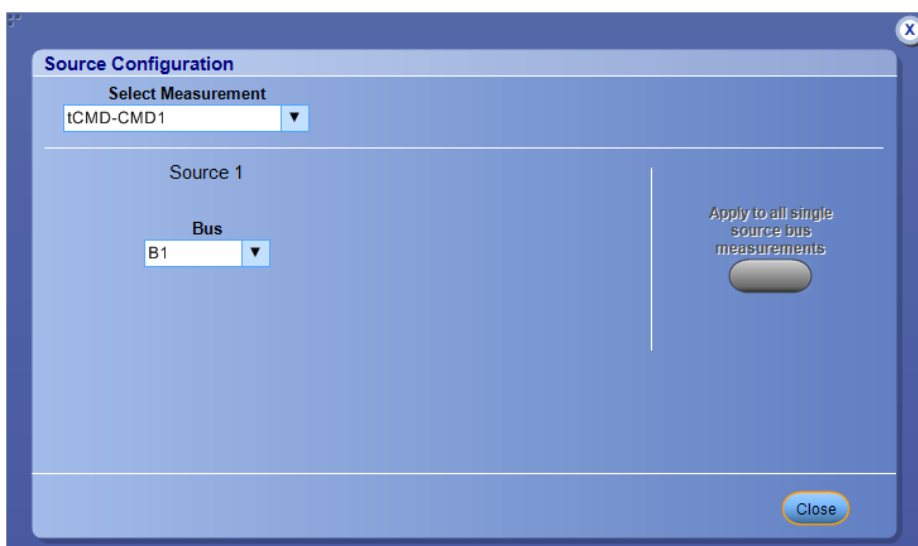 X
Source Configuration
Select Measurement
tCMD-CMD1
Source 1
Bus
B1
Apply to all single
source bus
measurements
Close